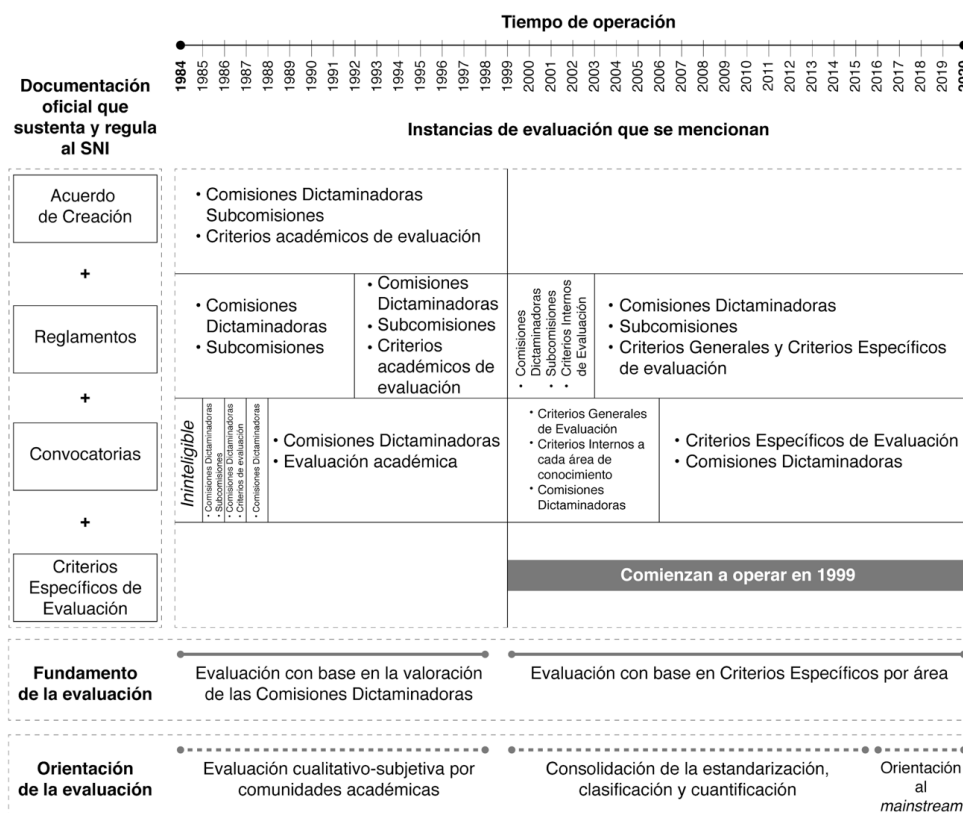 Tiempo de operación
1984 1985 1986 1987 1988 1989 1990 1991 1992 1993 1994 1995 1996 1997 1998 1999 2000 2001 2002 2003 2004 2005 2006 2007 2008 2009 2010 2011 2012 2013 2014 2015 2016 2017 2018 2019 2020
Documentación
oficial que
sustenta y regula
al SNI
Instancias de evaluación que se mencionan
Acuerdo
de Creación
• Comisiones Dictaminadoras
Subcomisiones
• Criterios académicos de evaluación
+
Reglamentos
• Comisiones
Dictaminadoras
• Subcomisiones
• Comisiones
Dictaminadoras
• Subcomisiones
• Criterios
académicos de
evaluación
• Comisiones
Dictaminadoras
Subcomisiones
• Criterios Internos
de Evaluación
• Comisiones Dictaminadoras
• Subcomisiones
• Criterios Generales y Criterios Específicos
de evaluación
+
Convocatorias
Ininteligible
• Comisiones Dictaminadoras
• Subcomisiones
• Comisiones Dictaminadoras
• Criterios de evaluación
• Comisiones Dictaminadoras
• Comisiones Dictaminadoras
• Evaluación académica
• Criterios Generales
de Evaluación
• Criterios Internos a
cada área de
conocimiento
• Comisiones
Dictaminadoras
• Criterios Específicos de Evaluación
• Comisiones Dictaminadoras
+
Criterios
Específicos de
Evaluación
Comienzan a operar en 1999
Fundamento
de la evaluación
Evaluación con base en la valoración
de las Comisiones Dictaminadoras
Evaluación con base en Criterios Específicos por área
Orientación
de la evaluación
Evaluación cualitativo-subjetiva por
comunidades académicas
Consolidación de la estandarización,
clasificación y cuantificación
Orientación
al
mainstream